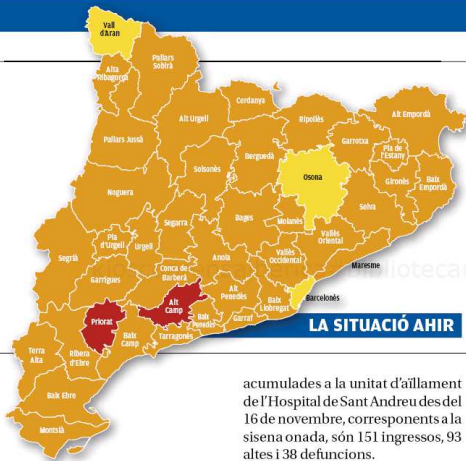 Vall
d'Aran
Alta
Ribagorça
Pallars
Sobirà
Cerdanya
Alt Urgell
Ripollès
Alt Empordà
Pallars Jussà
Berguedà
Garrotxa
Pla de
l'Estany
Solsonès
Osona
Noguera
Gironès
Baix
Empordà
Bages
Moianès
Selva
Segarra
Pla
d'Urgell
Urgell
Vallès
Oriental
Segrià
Anoia
Vallès
Occidental
Conca de
Barberà
Maresme
Garrigues
Alt
Penedès
Alt
Camp
Baix
Llobregat
Barcelonès
Priorat
Baix
Penedès
Garraf
Baix
Camp
Tarragonès
Terra
Alta
Ribera
d'Ebre
Baix Ebre
Montsià
LA SITUACIÓ AHIR
acumulades a la unitat d'aïllament
de l'Hospital de Sant Andreu des del
16 de novembre, corresponents a la
sisena onada, són 151 ingressos, 93
altes i 38 defuncions.